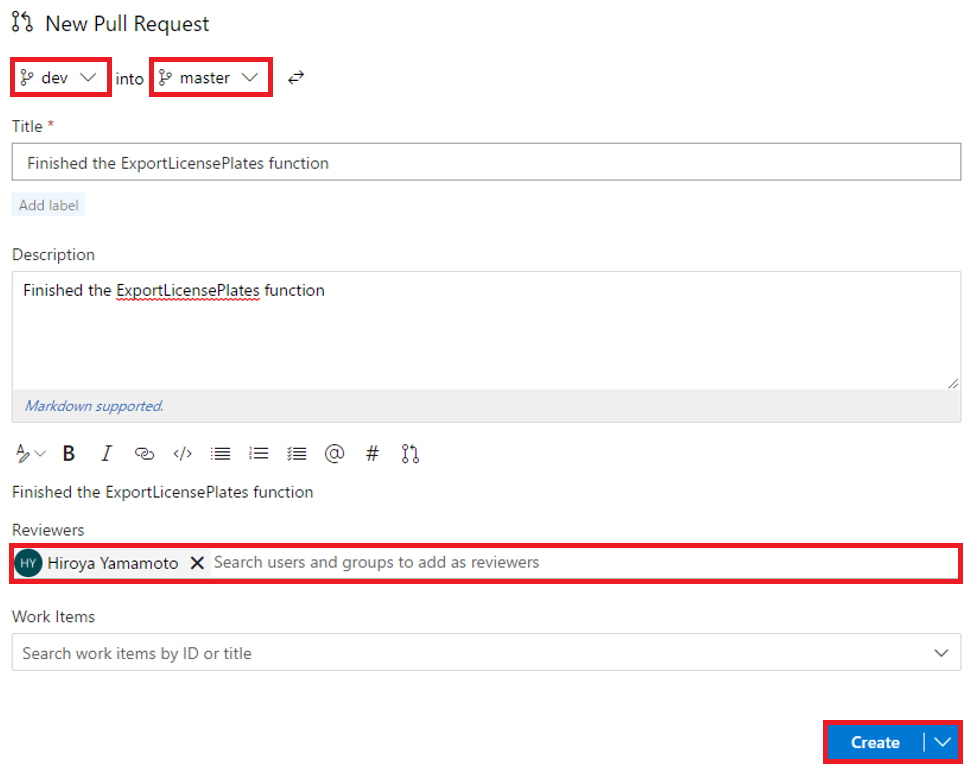 New Pull Request
dev into master
Title *
Finished the ExportLicensePlates function
Add label
Description
Finished the ExportLicensePlates function
Markdown supported.
B I </> @ #
Finished the ExportLicensePlates function
Reviewers
HY Hiroya Yamamoto Search users and groups to add as reviewers
Work Items
Search work items by ID or title
Create